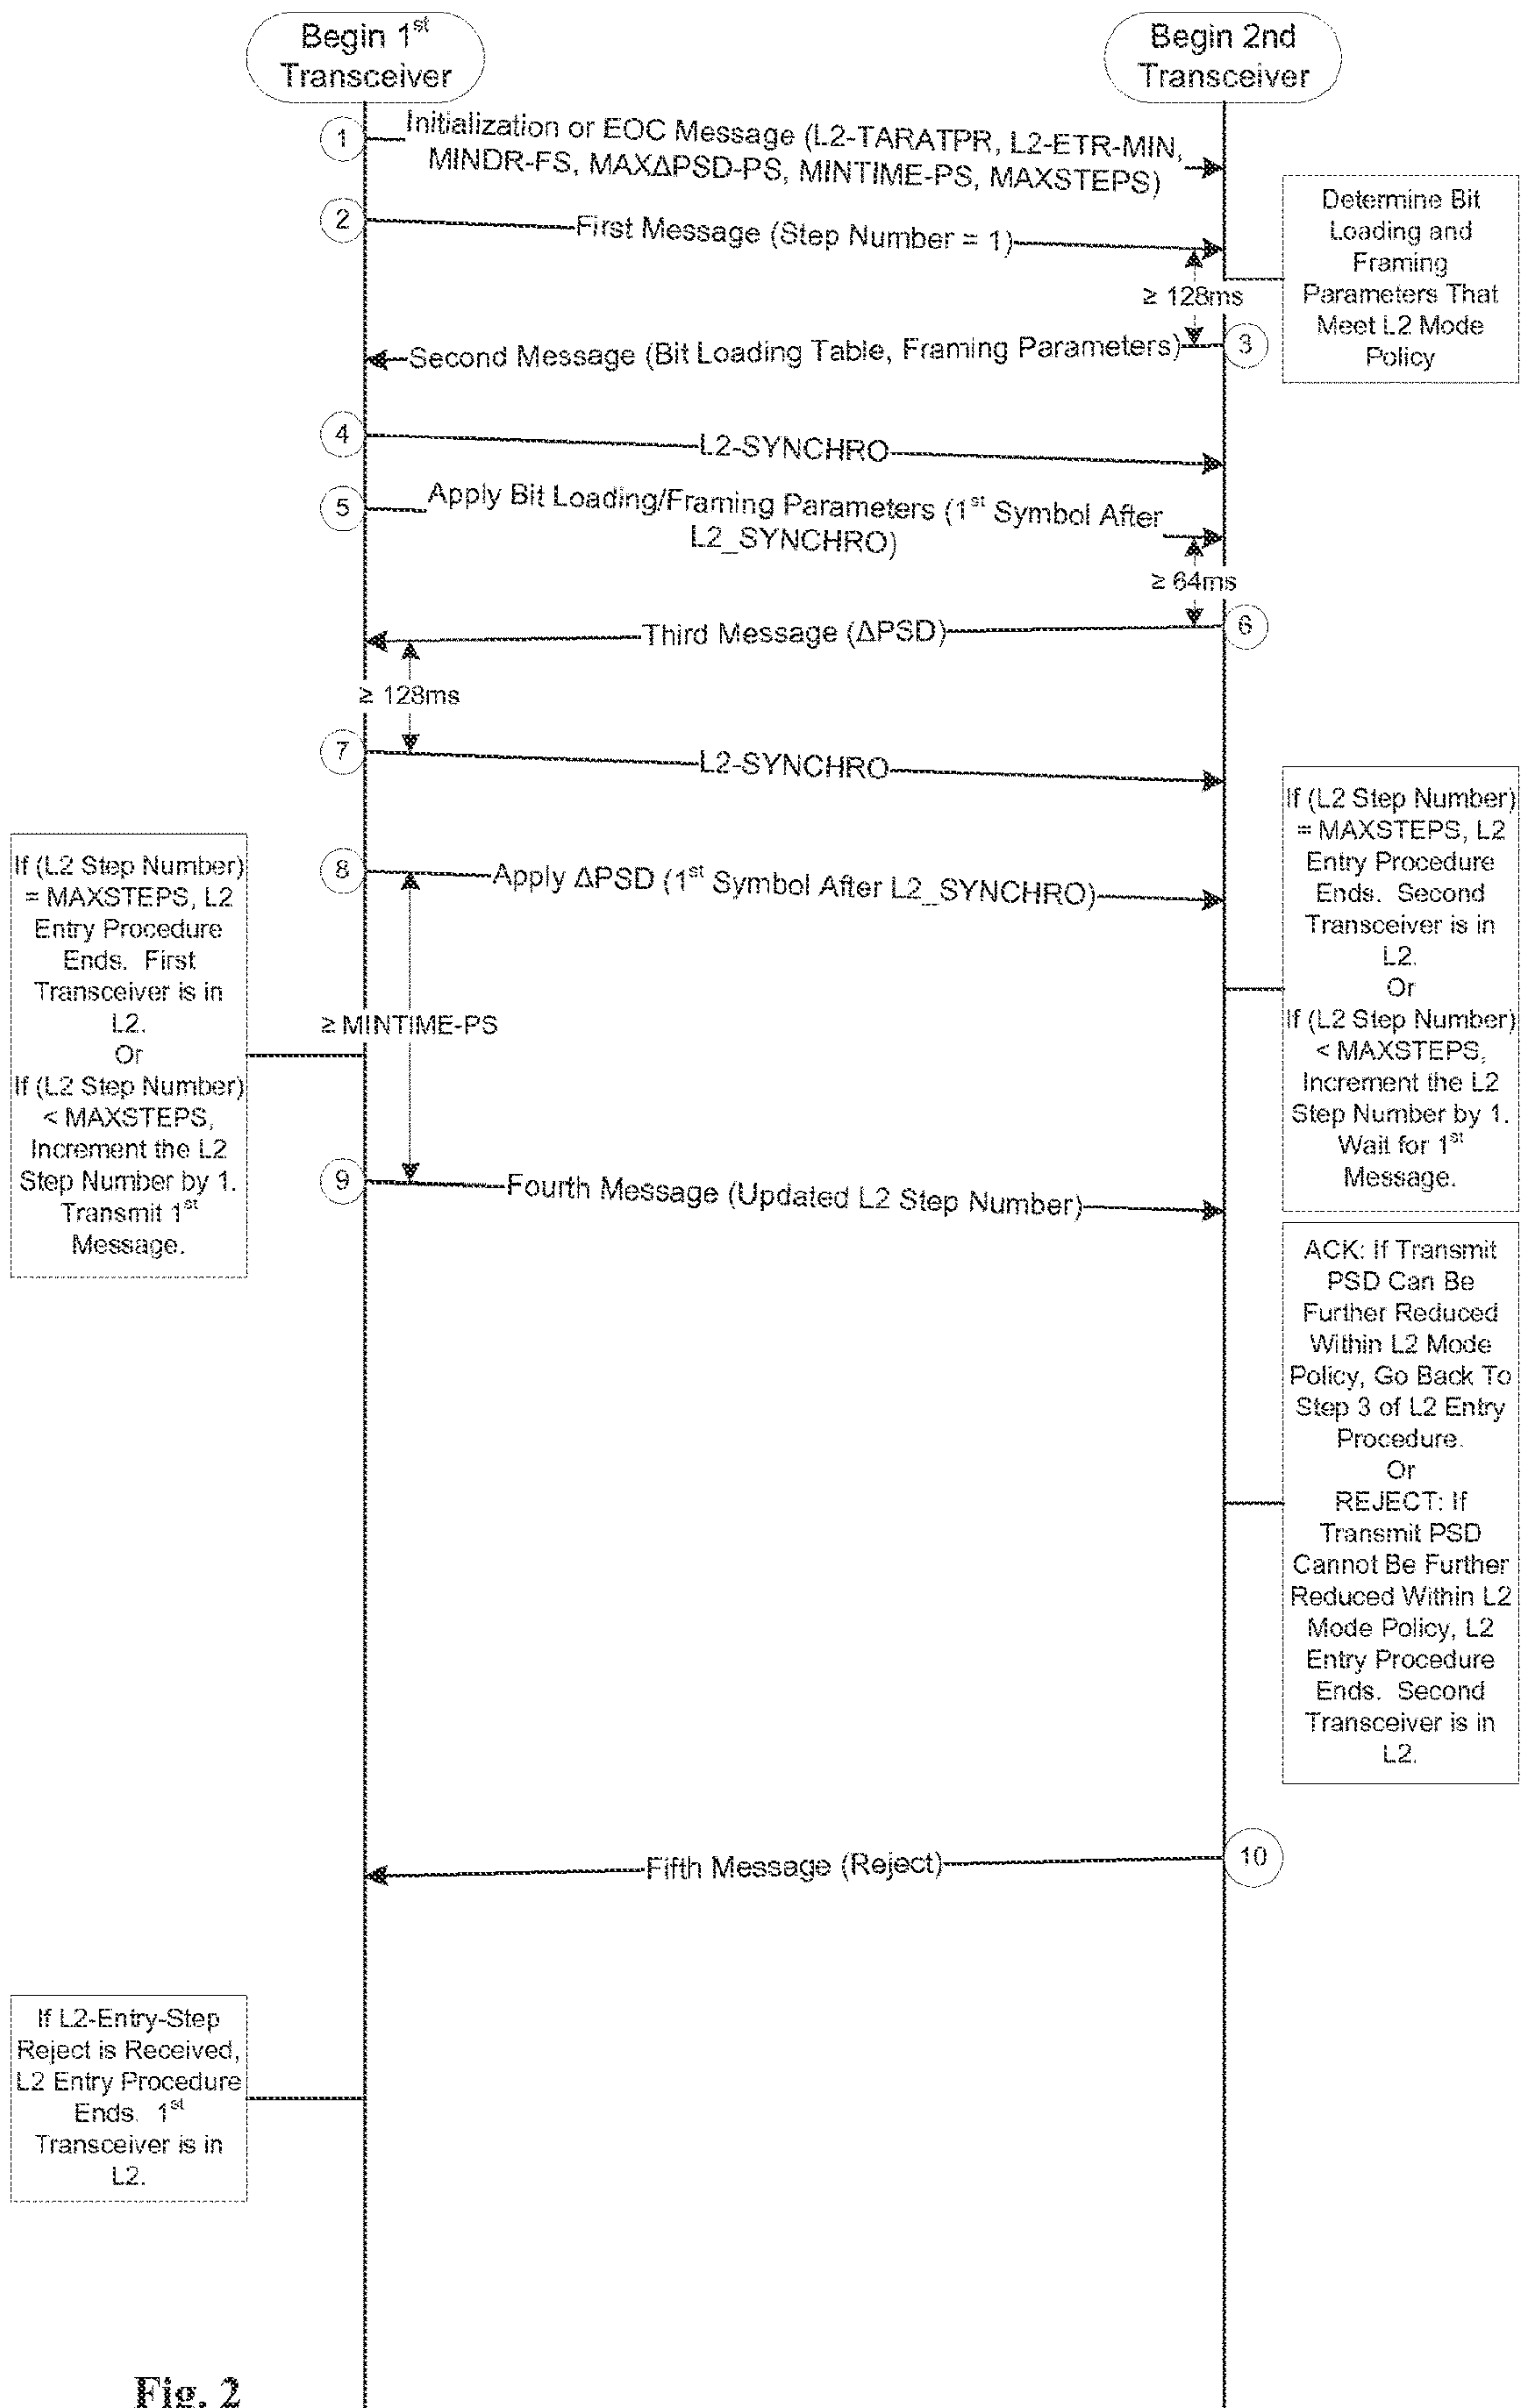 Begin 1st
Transceiver
Begin 2nd
Transceiver
1
Initialization or EOC Message (L2-TARATPR, L2-ETR-MIN,
MINDR-FS, MAXΔPSD-PS, MINTIME-PS, MAXSTEPS)
2
First Message (Step Number = 1)
Determine Bit
Loading and
Framing
Parameters That
Meet L2 Mode
Policy
≥ 128ms
3
Second Message (Bit Loading Table, Framing Parameters)
4
L2-SYNCHRO
5
Apply Bit Loading/Framing Parameters (1st Symbol After
L2_SYNCHRO)
≥ 64ms
6
Third Message (ΔPSD)
≥ 128ms
7
L2-SYNCHRO
If (L2 Step Number)
= MAXSTEPS, L2
Entry Procedure
Ends. Second
Transceiver is in
L2.
Or
If (L2 Step Number)
< MAXSTEPS,
Increment the L2
Step Number by 1.
Wait for 1st
Message.
8
Apply ΔPSD (1st Symbol After L2_SYNCHRO)
If (L2 Step Number)
= MAXSTEPS, L2
Entry Procedure
Ends. First
Transceiver is in
L2.
Or
If (L2 Step Number)
< MAXSTEPS,
Increment the L2
Step Number by 1.
Transmit 1st
Message.
≥ MINTIME-PS
9
Fourth Message (Updated L2 Step Number)
ACK: If Transmit
PSD Can Be
Further Reduced
Within L2 Mode
Policy, Go Back To
Step 3 of L2 Entry
Procedure.
Or
REJECT: If
Transmit PSD
Cannot Be Further
Reduced Within L2
Mode Policy, L2
Entry Procedure
Ends. Second
Transceiver is in
L2.
10
Fifth Message (Reject)
If L2-Entry-Step
Reject is Received,
L2 Entry Procedure
Ends. 1st
Transceiver is in
L2.
Fig. 2